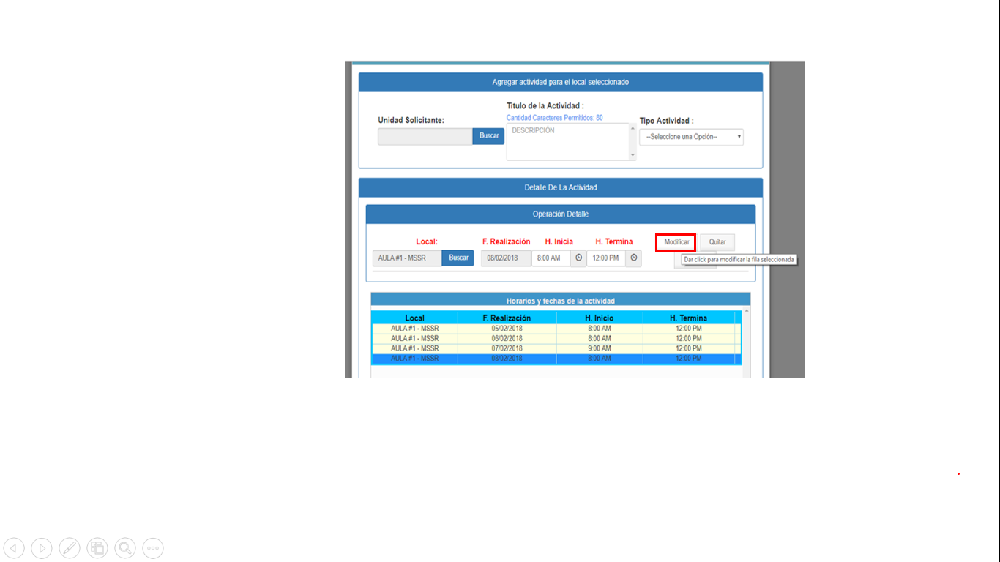 Agregar actividad para el local seleccionado
Titulo de la Actividad :
Unidad Solicitante:
Cantidad Caracteres Permitidos: 80
Tipo Actividad :
Buscar
DESCRIPCIÓN
--Seleccione una Opción--
Detalle De La Actividad
Operación Detalle
Local: F. Realización H. Inicia H. Termina Modificar Quitar
AULA #1 - MSSR Buscar 08/02/2018 8:00 AM 12:00 PM
Dar click para modificar la fila seleccionada
Horarios y fechas de la actividad
Local F. Realización H. Inicio H. Termina
AULA #1 - MSSR 05/02/2018 8:00 AM 12:00 PM
AULA #1 - MSSR 06/02/2018 8:00 AM 12:00 PM
AULA #1 - MSSR 07/02/2018 9:00 AM 12:00 PM
AULA #1 - MSSR 08/02/2018 8:00 AM 12:00 PM